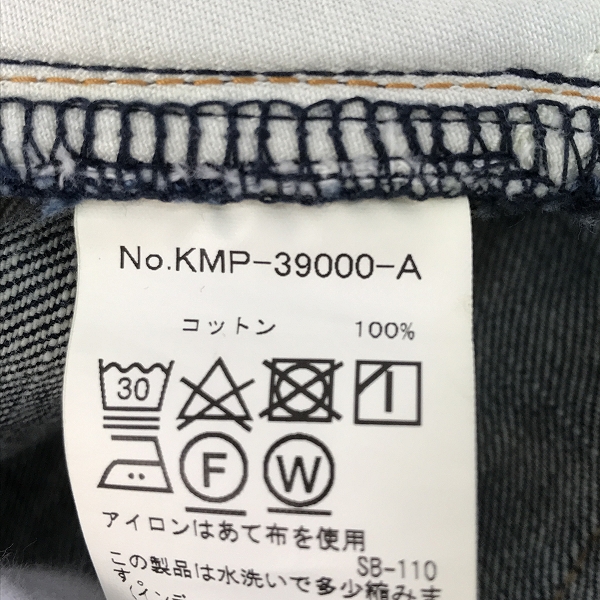 No.KMP-39000-A
コットン 100%
30
F W
アイロンはあて布を使用
SB-110
この製品は水洗いで多少縮みま
す。